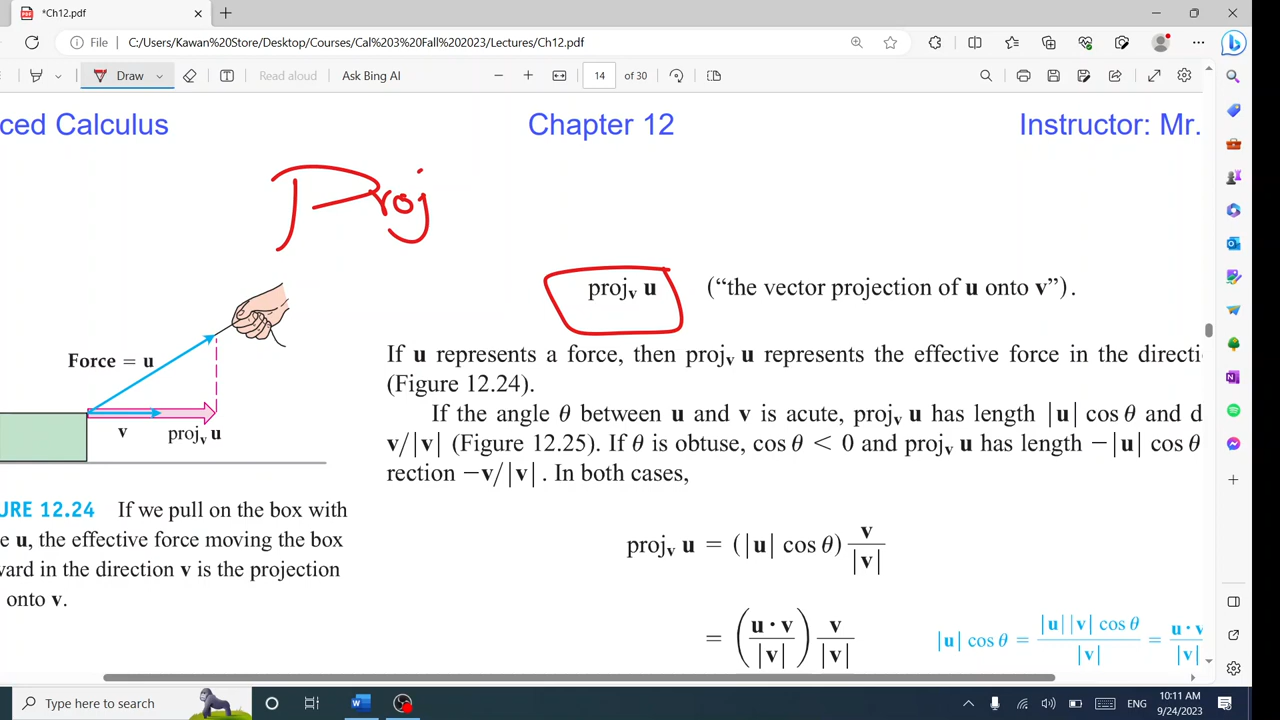 *Ch12.pdf
File C:/Users/Kawan%20Store/Desktop/Courses/Cal%203%20Fall%202023/Lectures/Ch12.pdf
Draw Read aloud Ask Bing AI 14 of 30
ced Calculus Chapter 12 Instructor: Mr.
Proj
proj_v u (“the vector projection of u onto v”).
If u represents a force, then proj_v u represents the effective force in the directi
(Figure 12.24).
If the angle θ between u and v is acute, proj_v u has length |u| cos θ and d
v/|v| (Figure 12.25). If θ is obtuse, cos θ < 0 and proj_v u has length −|u| cos θ
rection −v/|v|. In both cases,
proj_v u = (|u| cos θ) v/|v|
= (u · v/|v|) v/|v|
|u| cos θ = |u||v| cos θ/|v| = u · v/|v|
Force = u
v proj_v u
URE 12.24 If we pull on the box with
e u, the effective force moving the box
ward in the direction v is the projection
onto v.
Type here to search
ENG
10:11 AM
9/24/2023